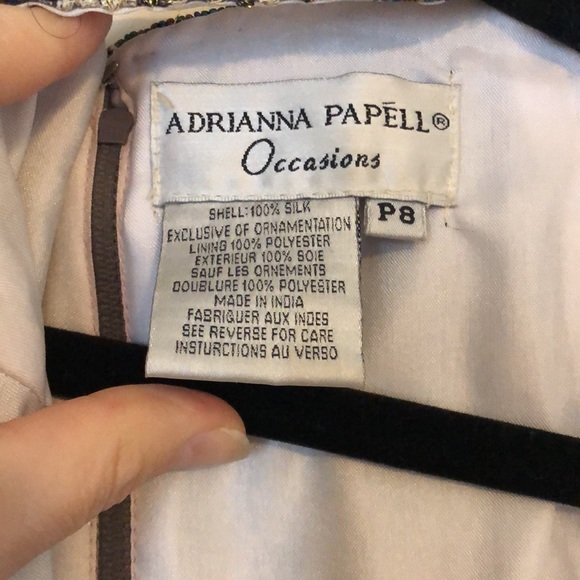 ADRIANNA PAPĒLL®
Occasions
P8
SHELL: 100% SILK
EXCLUSIVE OF ORNAMENTATION
LINING 100% POLYESTER
EXTERIEUR 100% SOIE
SAUF LES ORNEMENTS
DOUBLURE 100% POLYESTER
MADE IN INDIA
FABRIQUER AUX INDES
SEE REVERSE FOR CARE
INSTURCTIONS AU VERSO